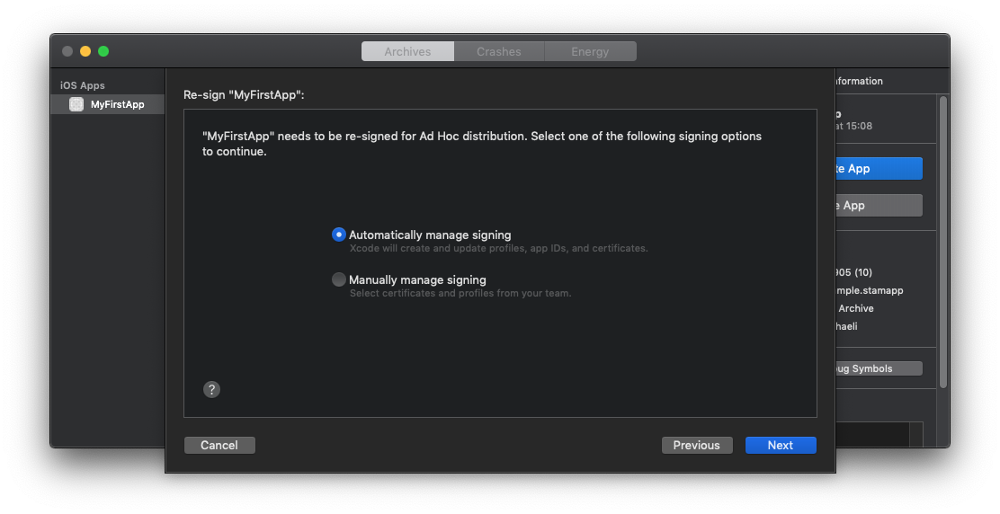 Archives
Crashes
Energy
iOS Apps
MyFirstApp
Re-sign "MyFirstApp":
"MyFirstApp" needs to be re-signed for Ad Hoc distribution. Select one of the following signing options
to continue.
Automatically manage signing
Xcode will create and update profiles, app IDs, and certificates.
Manually manage signing
Select certificates and profiles from your team.
?
Cancel
Previous
Next
formation
p
at 15:08
te App
e App
905 (10)
mple.stamapp
Archive
haeli
ug Symbols